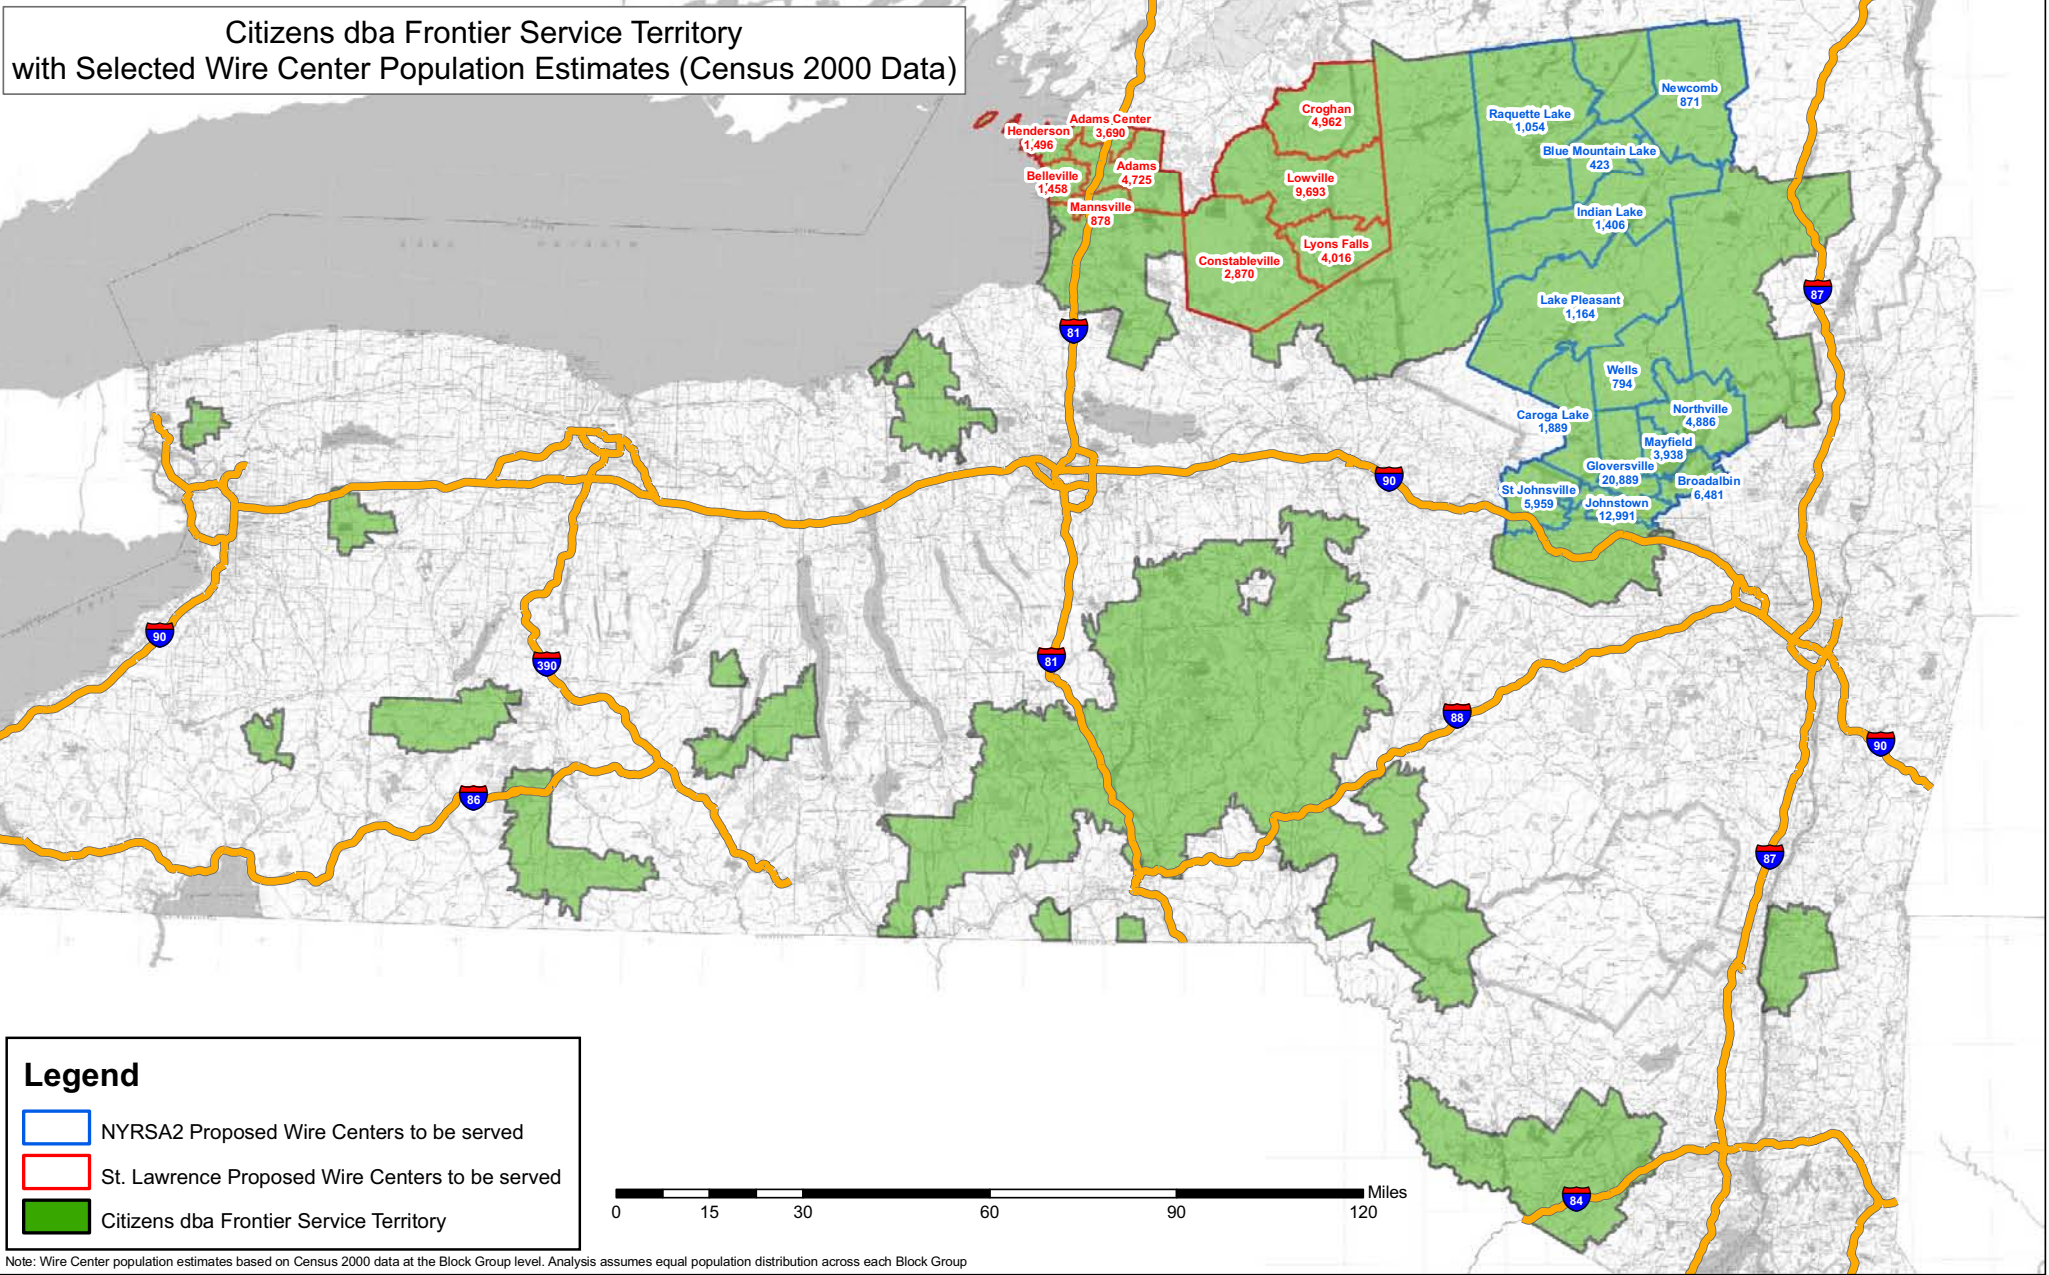 Citizens dba Frontier Service Territory
with Selected Wire Center Population Estimates (Census 2000 Data)
Croghan
4,962
Newcomb
871
Raquette Lake
1,054
Adams Center
3,690
Henderson
1,496
Blue Mountain Lake
423
Adams
4,725
Belleville
1,458
Lowville
9,693
Mannsville
878
Indian Lake
1,406
Lyons Falls
4,016
Constableville
2,870
87
Lake Pleasant
1,164
81
Wells
794
Caroga Lake
1,889
Northville
4,886
Mayfield
3,938
Gloversville
20,889
Broadalbin
6,481
90
St Johnsville
5,959
Johnstown
12,991
90
390
81
88
90
86
87
84
Legend
NYRSA2 Proposed Wire Centers to be served
St. Lawrence Proposed Wire Centers to be served
Citizens dba Frontier Service Territory
Miles
0 15 30 60 90 120
Note: Wire Center population estimates based on Census 2000 data at the Block Group level. Analysis assumes equal population distribution across each Block Group